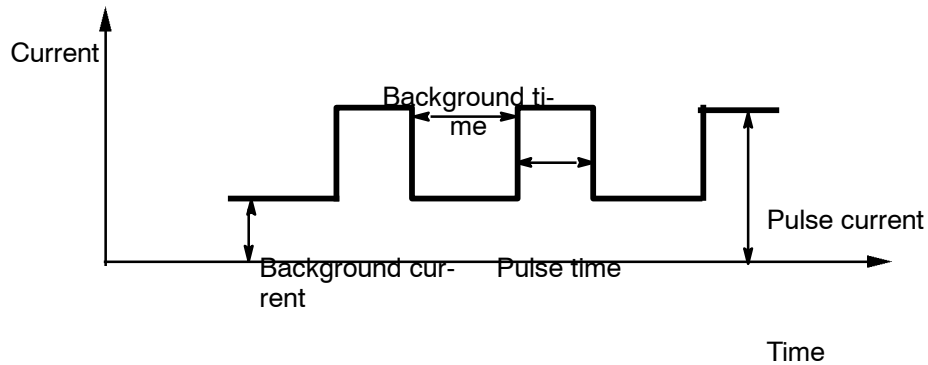 Current
Background ti-
me
Pulse current
Background cur-
rent
Pulse time
Time